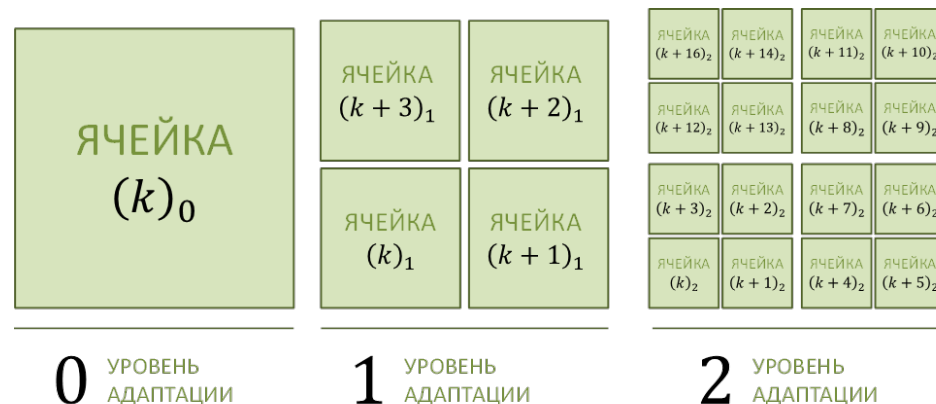 ЯЧЕЙКА
(k)₀
ЯЧЕЙКА
(k + 3)₁
ЯЧЕЙКА
(k + 2)₁
ЯЧЕЙКА
(k)₁
ЯЧЕЙКА
(k + 1)₁
ЯЧЕЙКА
(k + 16)₂
ЯЧЕЙКА
(k + 14)₂
ЯЧЕЙКА
(k + 11)₂
ЯЧЕЙКА
(k + 10)₂
ЯЧЕЙКА
(k + 12)₂
ЯЧЕЙКА
(k + 13)₂
ЯЧЕЙКА
(k + 8)₂
ЯЧЕЙКА
(k + 9)₂
ЯЧЕЙКА
(k + 3)₂
ЯЧЕЙКА
(k + 2)₂
ЯЧЕЙКА
(k + 7)₂
ЯЧЕЙКА
(k + 6)₂
ЯЧЕЙКА
(k)₂
ЯЧЕЙКА
(k + 1)₂
ЯЧЕЙКА
(k + 4)₂
ЯЧЕЙКА
(k + 5)₂
0 УРОВЕНЬ
АДАПТАЦИИ
1 УРОВЕНЬ
АДАПТАЦИИ
2 УРОВЕНЬ
АДАПТАЦИИ